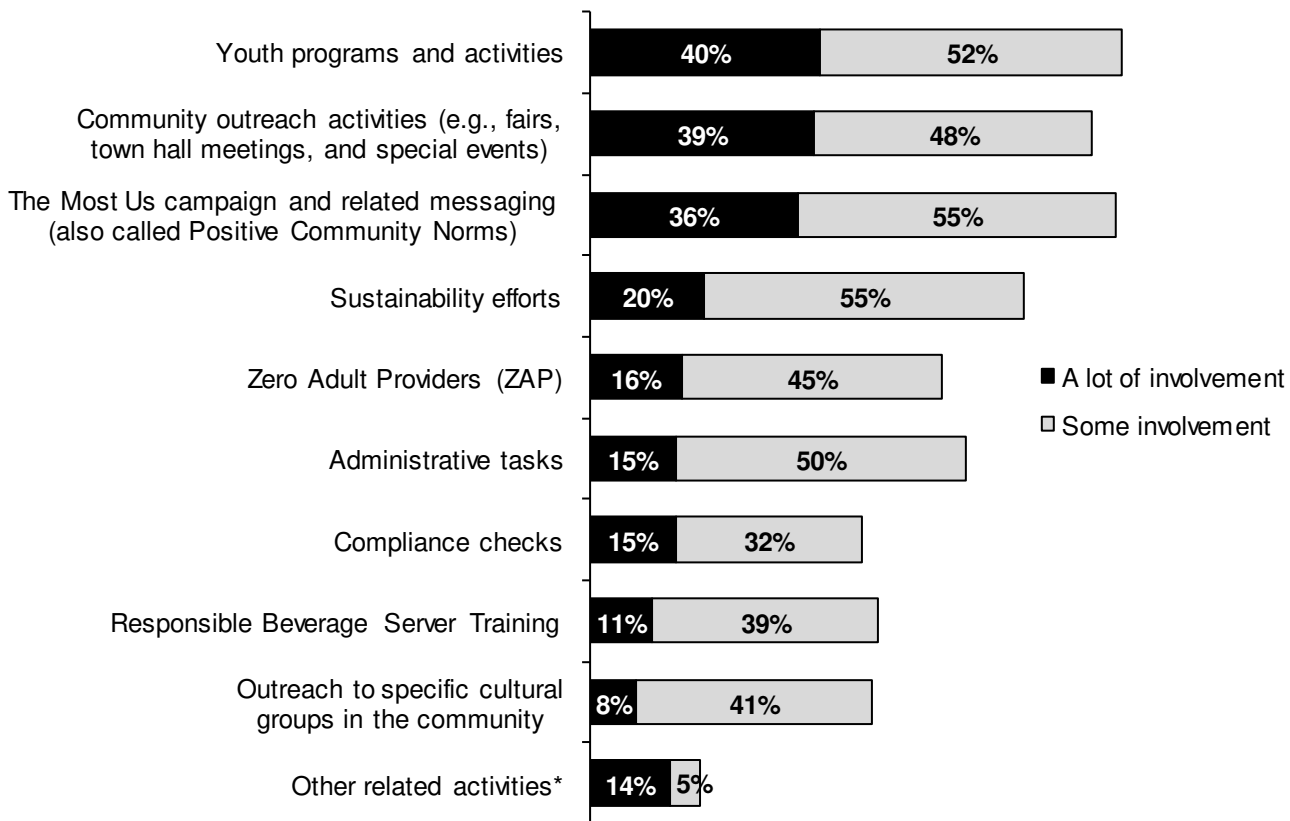 Youth programs and activities
40%
52%
Community outreach activities (e.g., fairs,
town hall meetings, and special events)
39%
48%
The Most Us campaign and related messaging
(also called Positive Community Norms)
36%
55%
Sustainability efforts
20%
55%
Zero Adult Providers (ZAP)
16%
45%
Administrative tasks
15%
50%
Compliance checks
15%
32%
Responsible Beverage Server Training
11%
39%
Outreach to specific cultural
groups in the community
8%
41%
Other related activities*
14%
5%
A lot of involvement
Some involvement